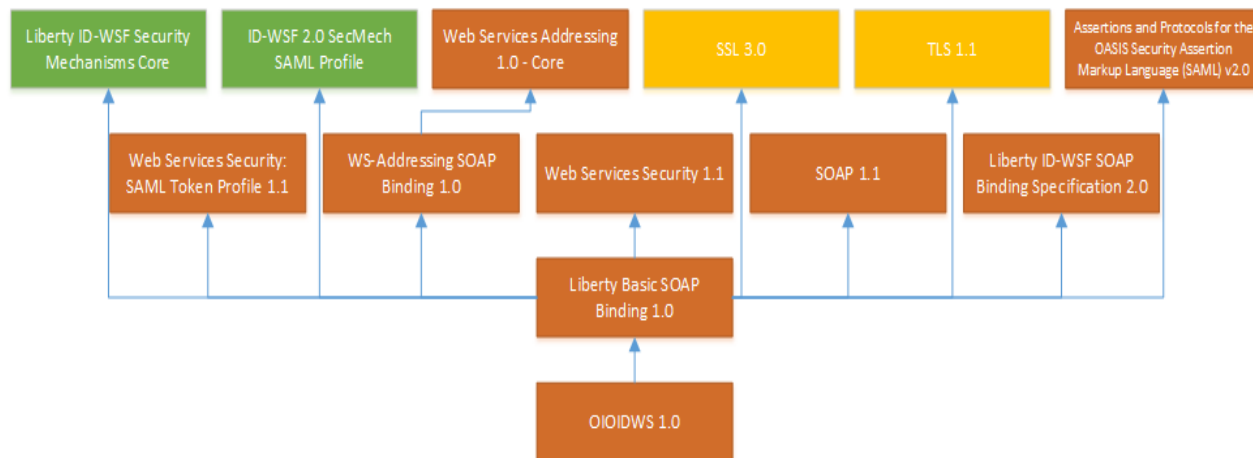 Liberty ID-WSF Security
Mechanisms Core
ID-WSF 2.0 SecMech
SAML Profile
Web Services Addressing
1.0 - Core
SSL 3.0
TLS 1.1
Assertions and Protocols for the
OASIS Security Assertion
Markup Language (SAML) v2.0
Web Services Security:
SAML Token Profile 1.1
WS-Addressing SOAP
Binding 1.0
Web Services Security 1.1
SOAP 1.1
Liberty ID-WSF SOAP
Binding Specification 2.0
Liberty Basic SOAP
Binding 1.0
OIOIDWS 1.0